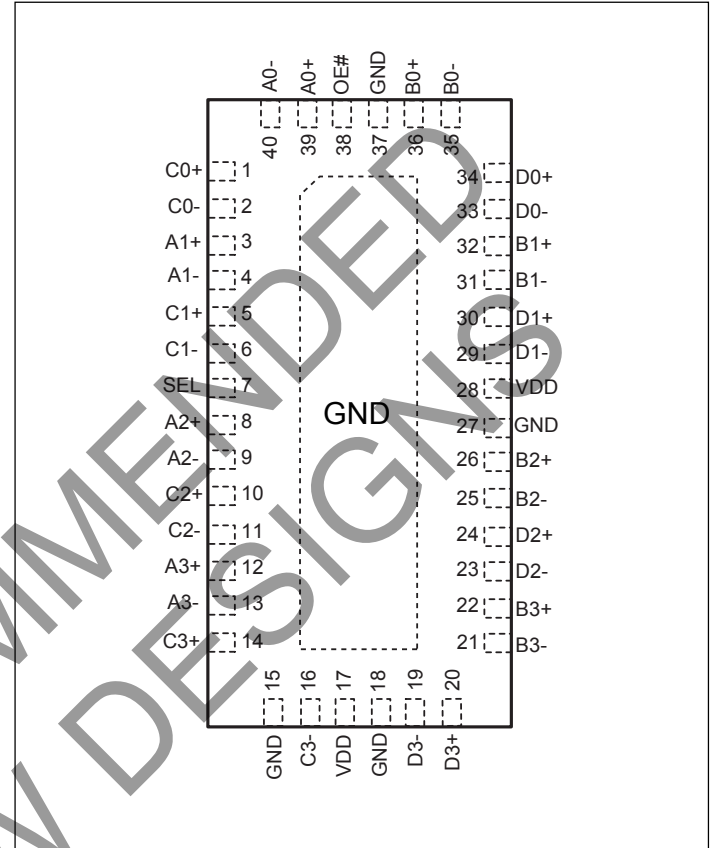 A0-
A0+
OE#
GND
B0+
B0-
40
39
38
37
36
35
C0+ 1
C0- 2
A1+ 3
A1- 4
C1+ 5
C1- 6
SEL 7
A2+ 8
A2- 9
C2+ 10
C2- 11
A3+ 12
A3- 13
C3+ 14
34 D0+
33 D0-
32 B1+
31 B1-
30 D1+
29 D1-
28 VDD
27 GND
26 B2+
25 B2-
24 D2+
23 D2-
22 B3+
21 B3-
GND
15
16
17
18
19
20
GND
C3-
VDD
GND
D3-
D3+
DESIGNS